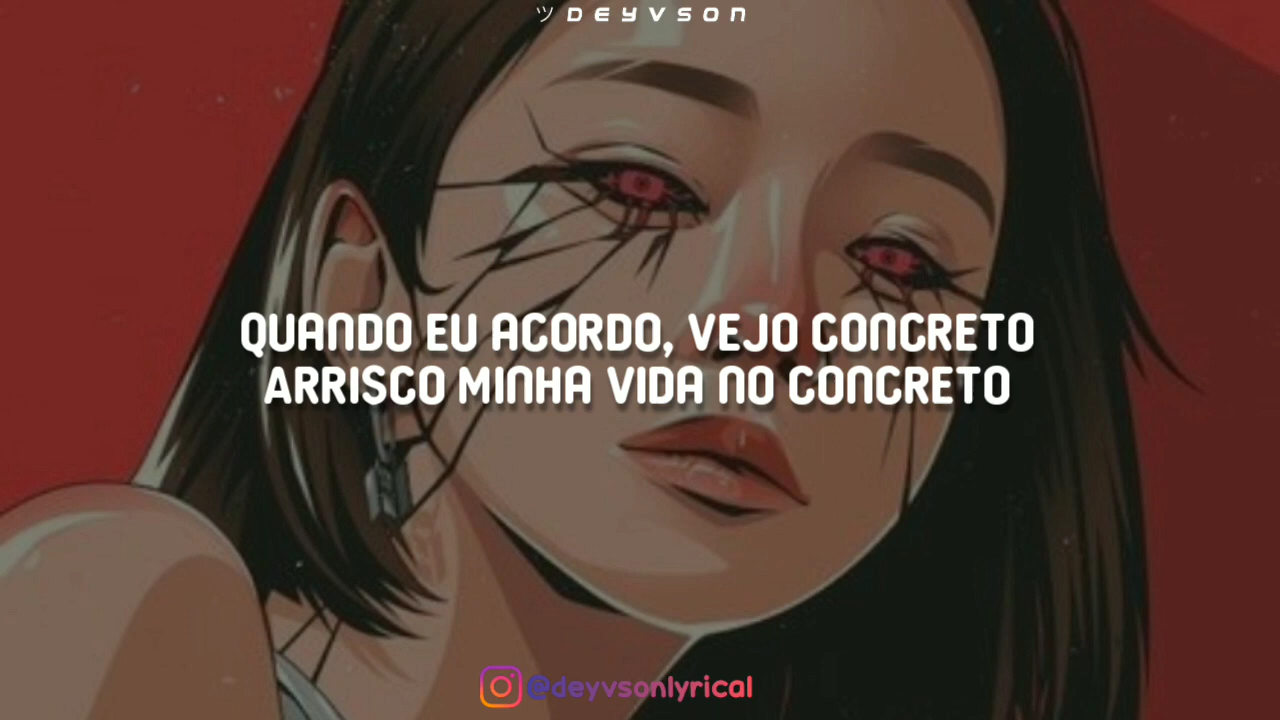 ツ DEYVSON
QUANDO EU ACORDO, VEJO CONCRETO
ARRISCO MINHA VIDA NO CONCRETO
@deyvsonlyrical